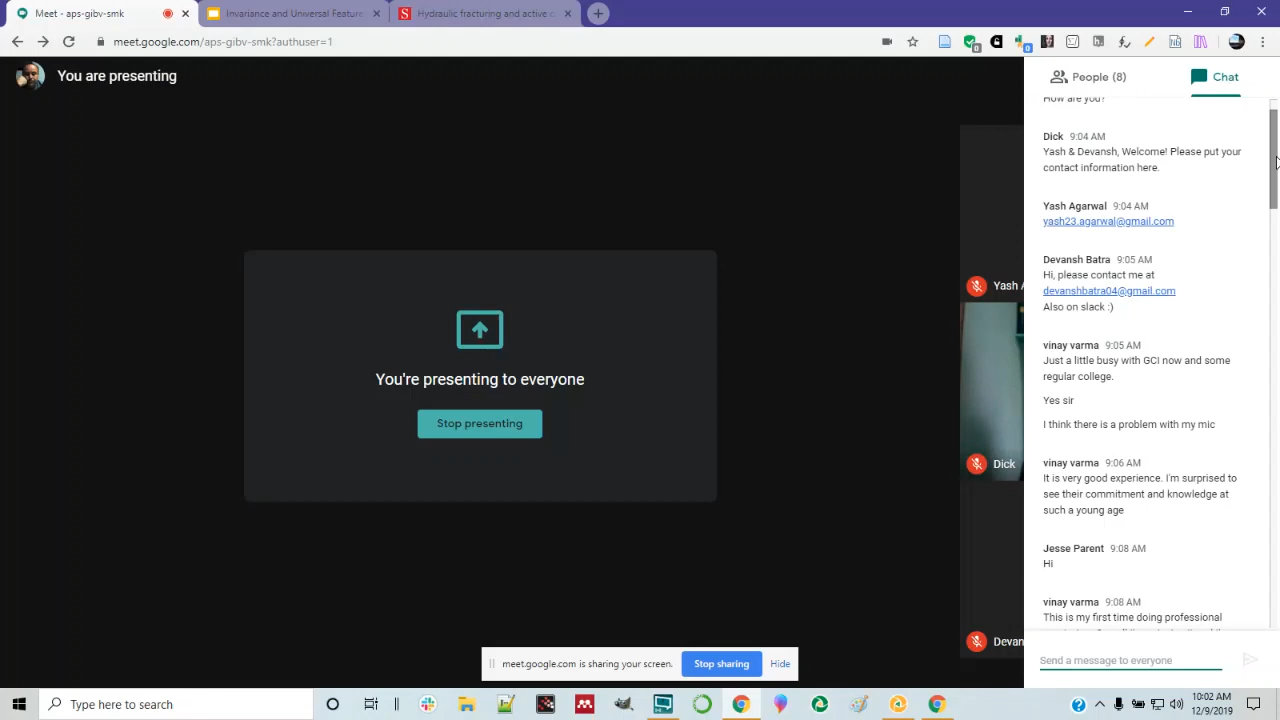 Meet - aps-gibv-smk
Invariance and Universal Feature
Hydraulic fracturing and active c
meet.google.com/aps-gibv-smk?authuser=1
You are presenting
People (8)
Chat
How are you?
Dick 9:04 AM
Yash & Devansh, Welcome! Please put your
contact information here.
Yash Agarwal 9:04 AM
yash23.agarwal@gmail.com
Devansh Batra 9:05 AM
Hi, please contact me at
devanshbatra04@gmail.com
Also on slack :)
vinay varma 9:05 AM
Just a little busy with GCI now and some
regular college.
Yes sir
I think there is a problem with my mic
vinay varma 9:06 AM
It is very good experience. I'm surprised to
see their commitment and knowledge at
such a young age
Jesse Parent 9:08 AM
Hi
vinay varma 9:08 AM
This is my first time doing professional
Send a message to everyone
You're presenting to everyone
Stop presenting
Yash A
Dick
Devan
meet.google.com is sharing your screen.
Stop sharing
Hide
Type here to search
10:02 AM
12/9/2019